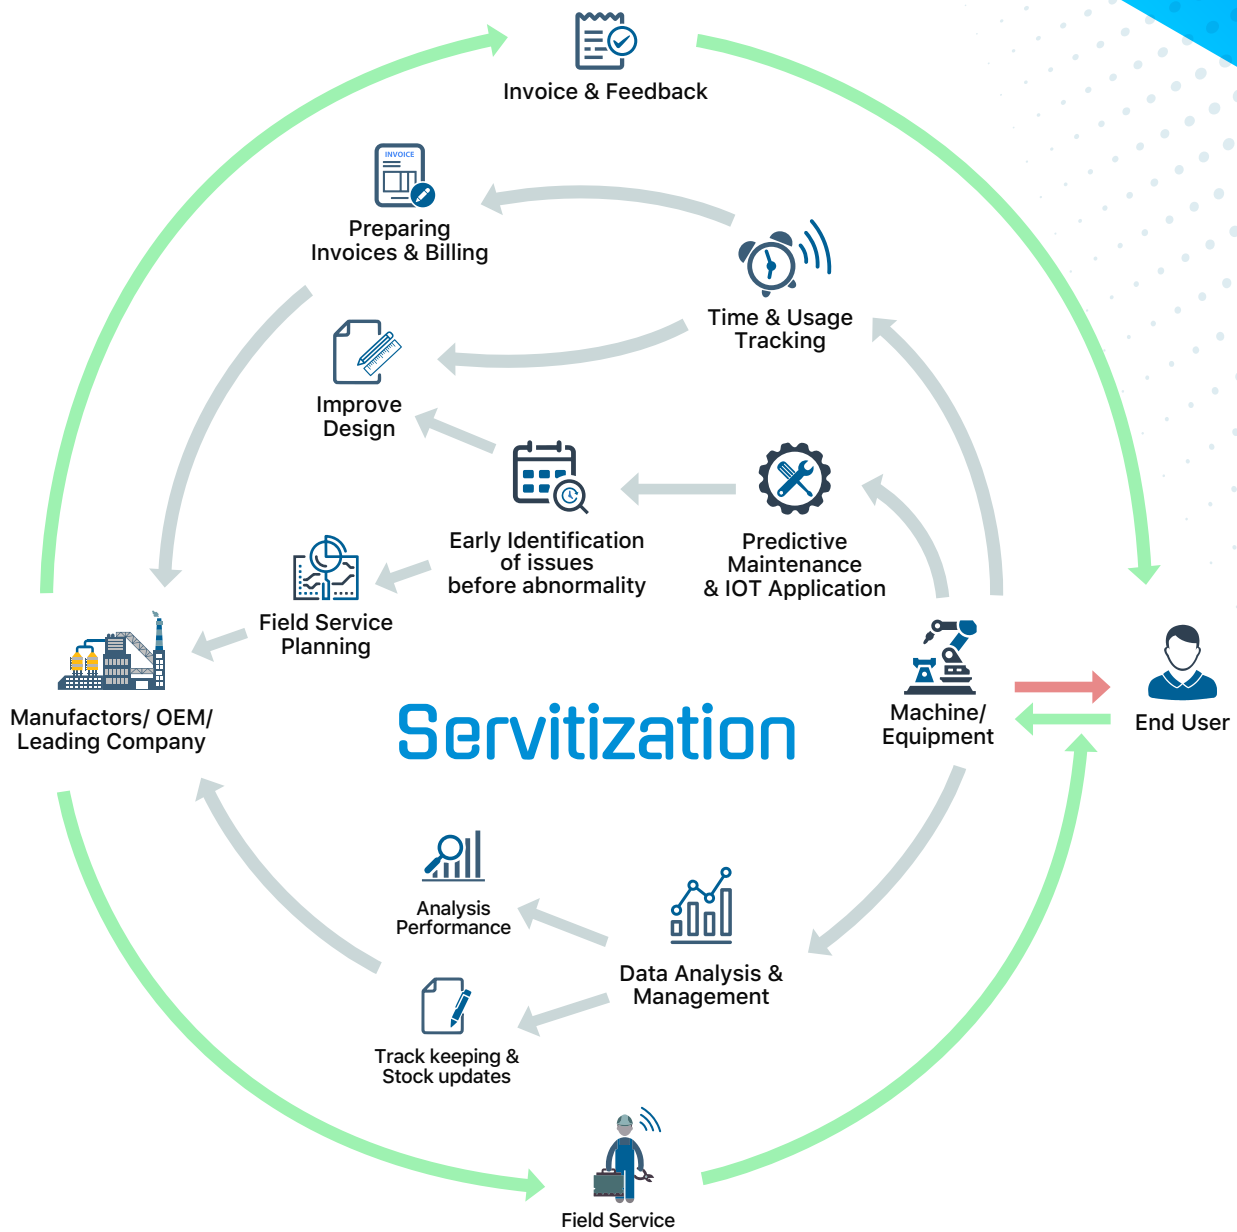 Invoice & Feedback
INVOICE
Preparing
Invoices & Billing
Time & Usage
Tracking
Improve
Design
Early Identification
of issues
before abnormality
Predictive
Maintenance
& IOT Application
Field Service
Planning
Manufactors/ OEM/
Leading Company
Servitization
Machine/
Equipment
End User
Analysis
Performance
Data Analysis &
Management
Track keeping &
Stock updates
Field Service